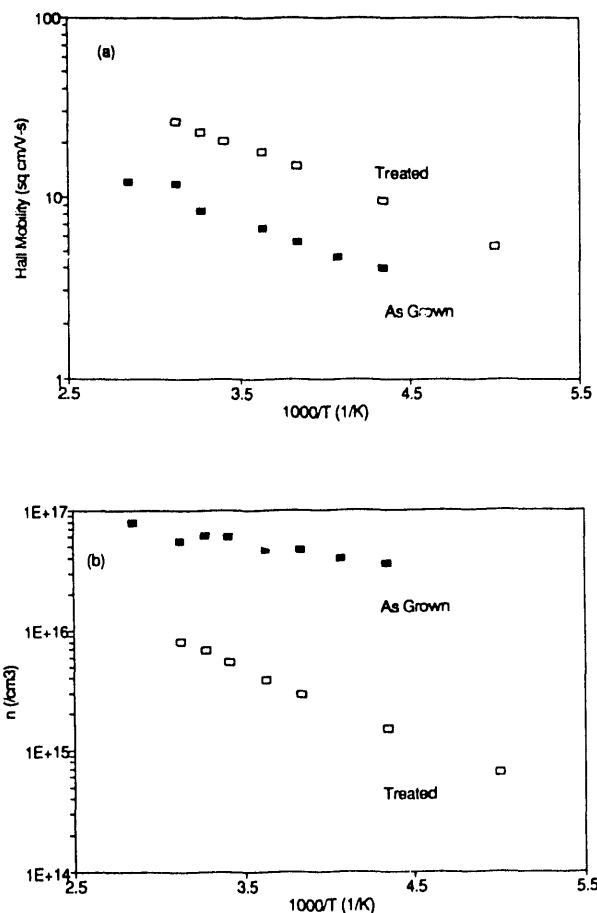 100
(a)
Hall Mobility (sq cm/V-s)
Treated
10
As Grown
1
2.5 3.5 4.5 5.5
1000/T (1/K)
1E+17
(b)
As Grown
1E+16
n (/cm3)
1E+15
Treated
1E+14
2.5 3.5 4.5 5.5
1000/T (1/K)